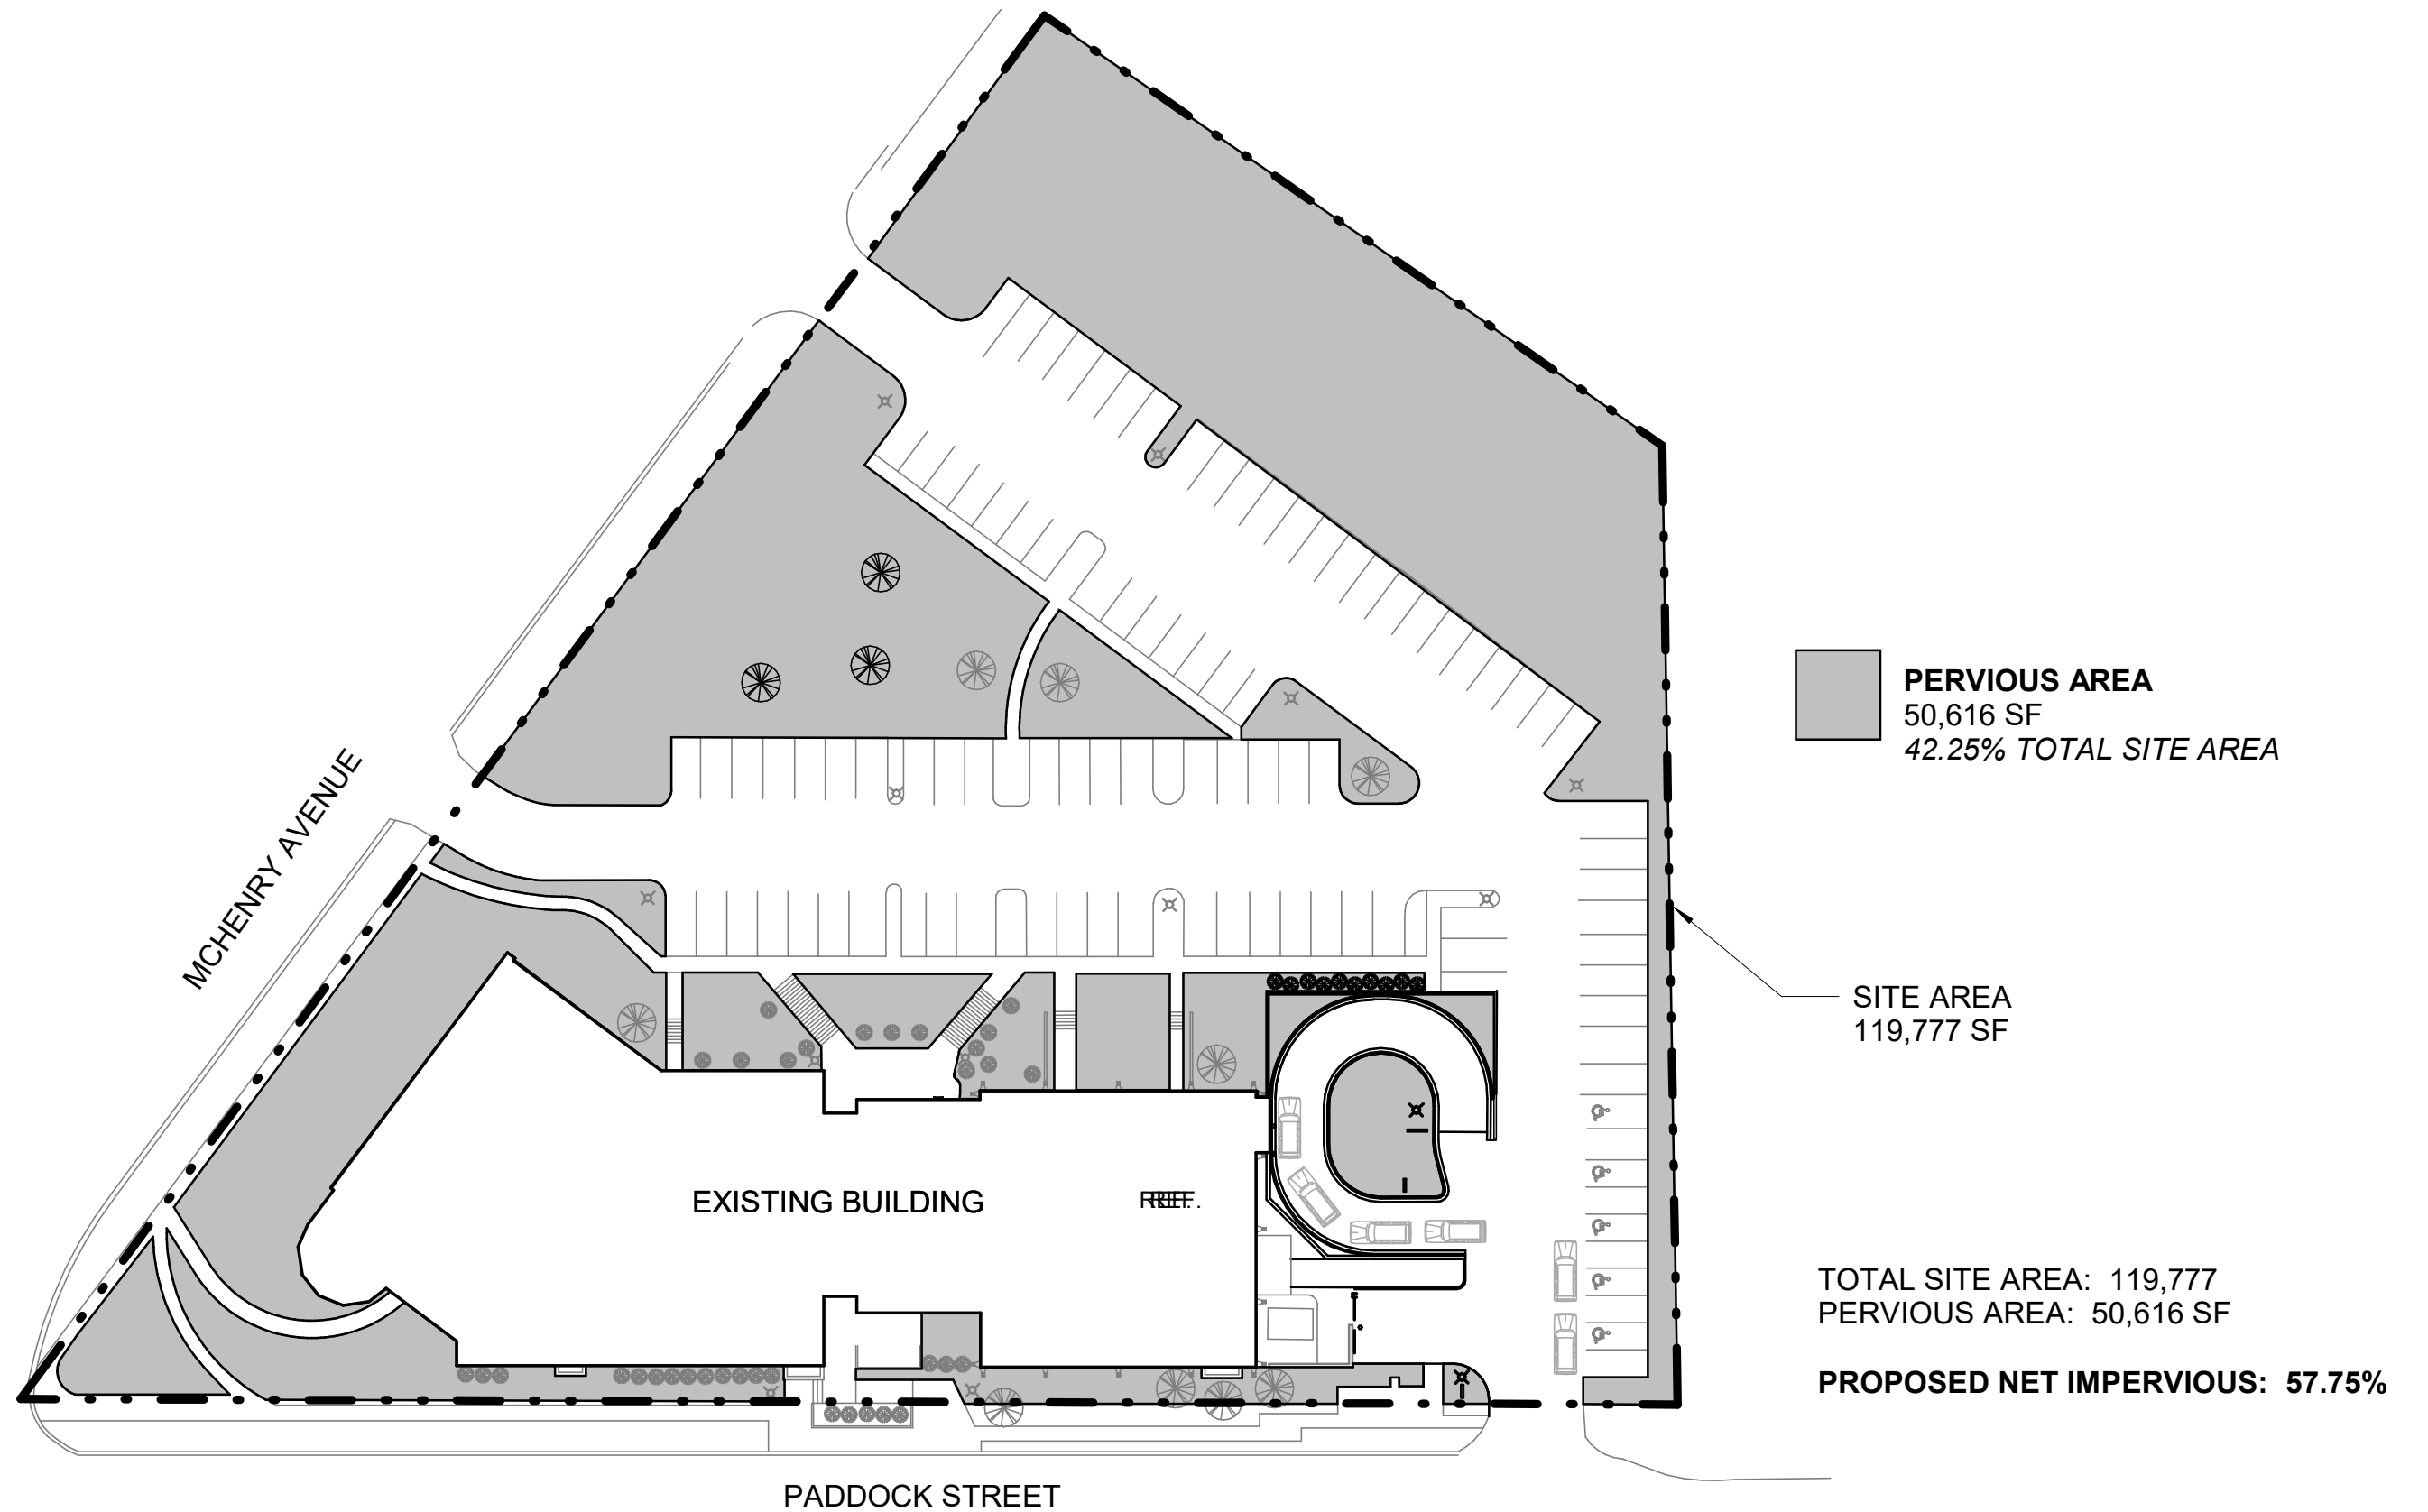 PERVIOUS AREA
50,616 SF
42.25% TOTAL SITE AREA
MCHENRY AVENUE
SITE AREA
119,777 SF
EXISTING BUILDING
TOTAL SITE AREA: 119,777
PERVIOUS AREA: 50,616 SF
PROPOSED NET IMPERVIOUS: 57.75%
PADDOCK STREET